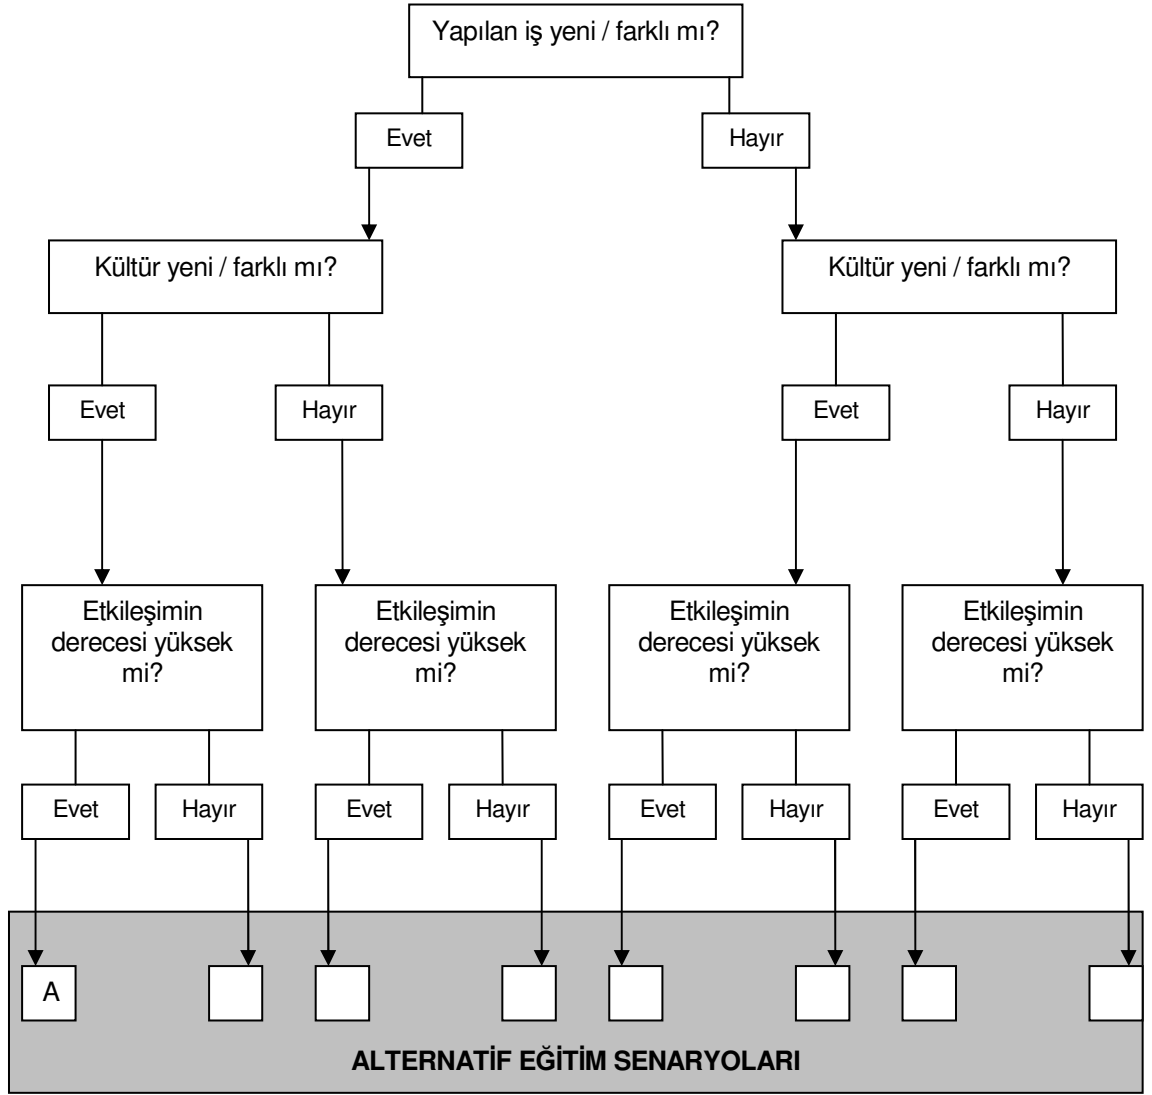 Yapılan iş yeni / farklı mı?
Evet
Hayır
Kültür yeni / farklı mı?
Kültür yeni / farklı mı?
Evet
Hayır
Evet
Hayır
Etkileşimin
derecesi yüksek
mi?
Etkileşimin
derecesi yüksek
mi?
Etkileşimin
derecesi yüksek
mi?
Etkileşimin
derecesi yüksek
mi?
Evet
Hayır
Evet
Hayır
Evet
Hayır
Evet
Hayır
A
ALTERNATİF EĞİTİM SENARYOLARI